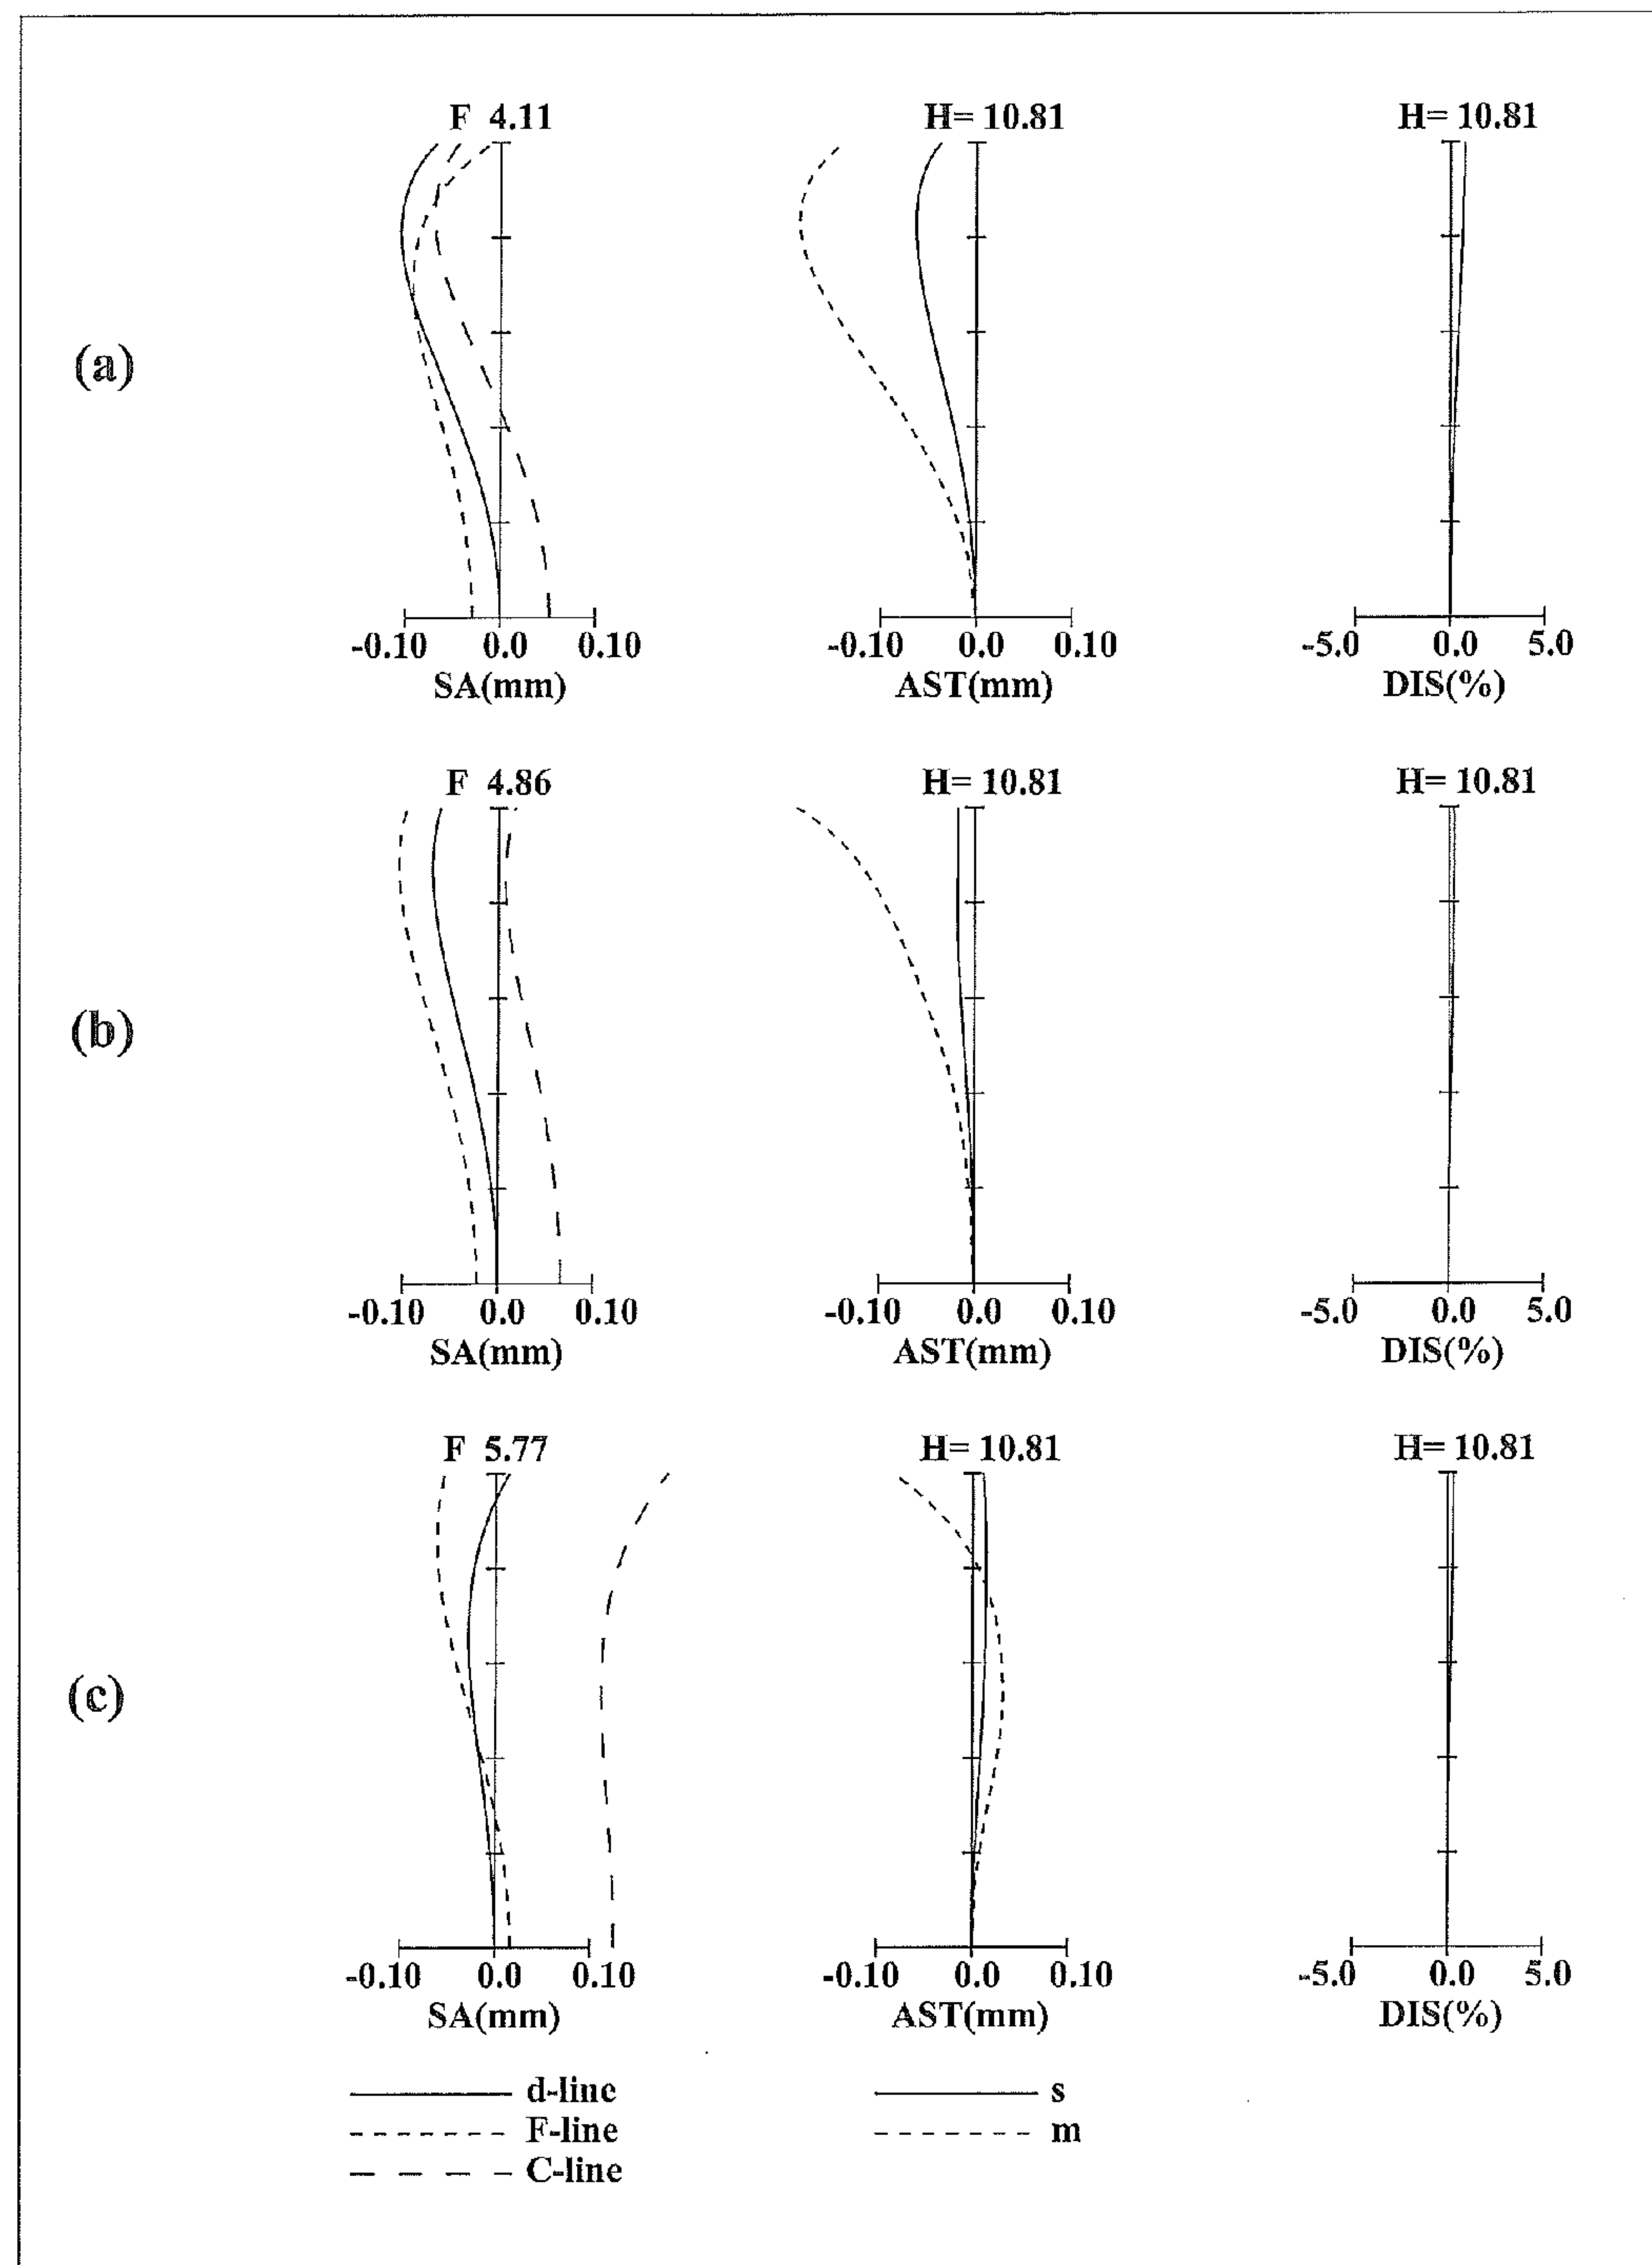 F 4.11 H= 10.81 H= 10.81
(a)
-0.10 0.0 0.10 -0.10 0.0 0.10 -5.0 0.0 5.0
SA(mm) AST(mm) DIS(%)
F 4.86 H= 10.81 H= 10.81
(b)
-0.10 0.0 0.10 -0.10 0.0 0.10 -5.0 0.0 5.0
SA(mm) AST(mm) DIS(%)
F 5.77 H= 10.81 H= 10.81
(c)
-0.10 0.0 0.10 -0.10 0.0 0.10 -5.0 0.0 5.0
SA(mm) AST(mm) DIS(%)
d-line s
F-line m
C-line